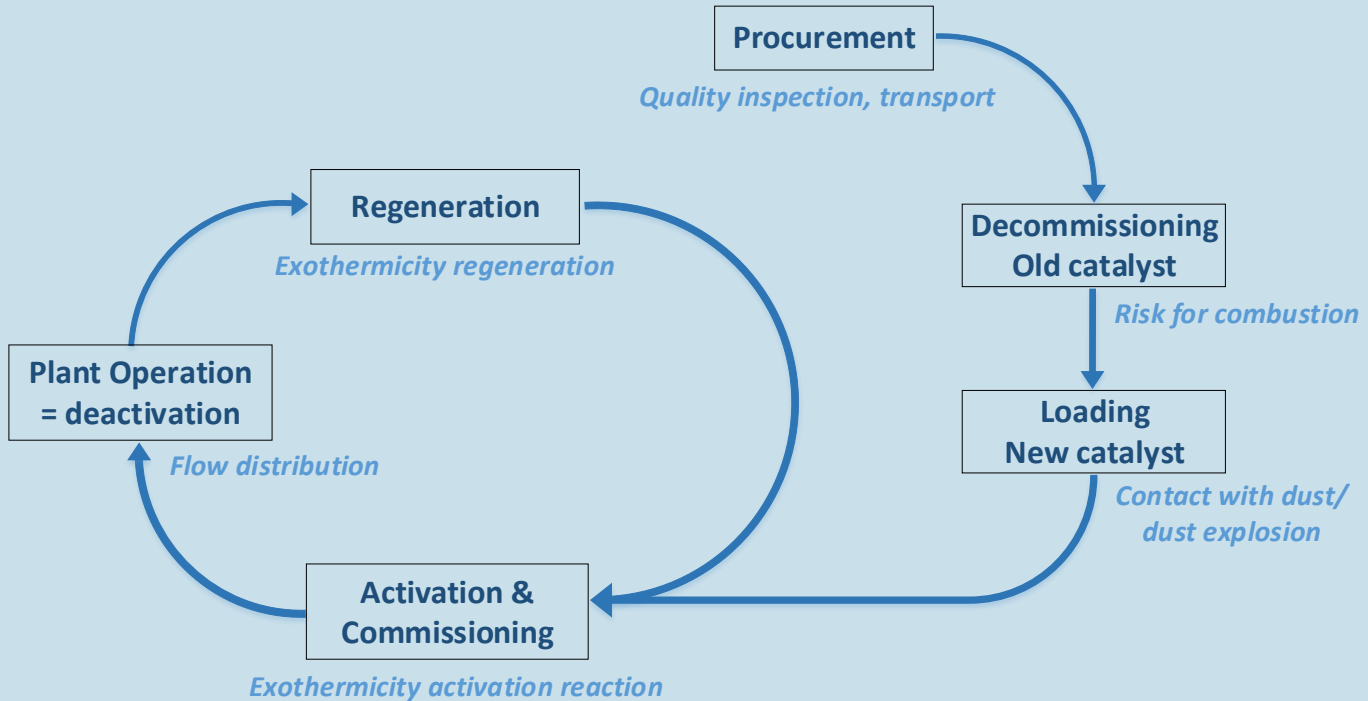 Procurement
Quality inspection, transport
Regeneration
Exothermicity regeneration
Decommissioning
Old catalyst
Risk for combustion
Plant Operation
= deactivation
Flow distribution
Loading
New catalyst
Contact with dust/
dust explosion
Activation &
Commissioning
Exothermicity activation reaction